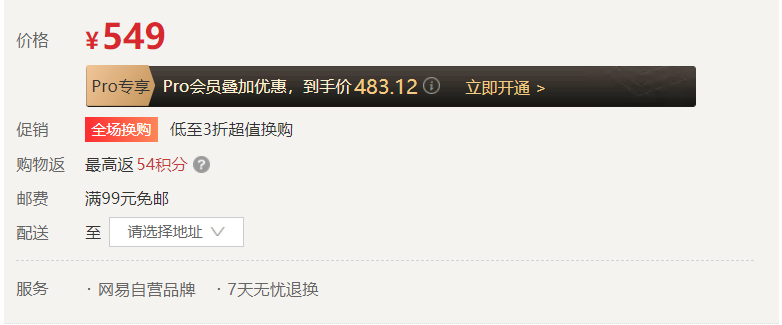 价格 ¥549
Pro专享 Pro会员叠加优惠，到手价483.12 立即开通 >
促销 全场换购 低至3折超值换购
购物返 最高返 54积分 ?
邮费 满99元免邮
配送 至 请选择地址
服务 · 网易自营品牌 · 7天无忧退换